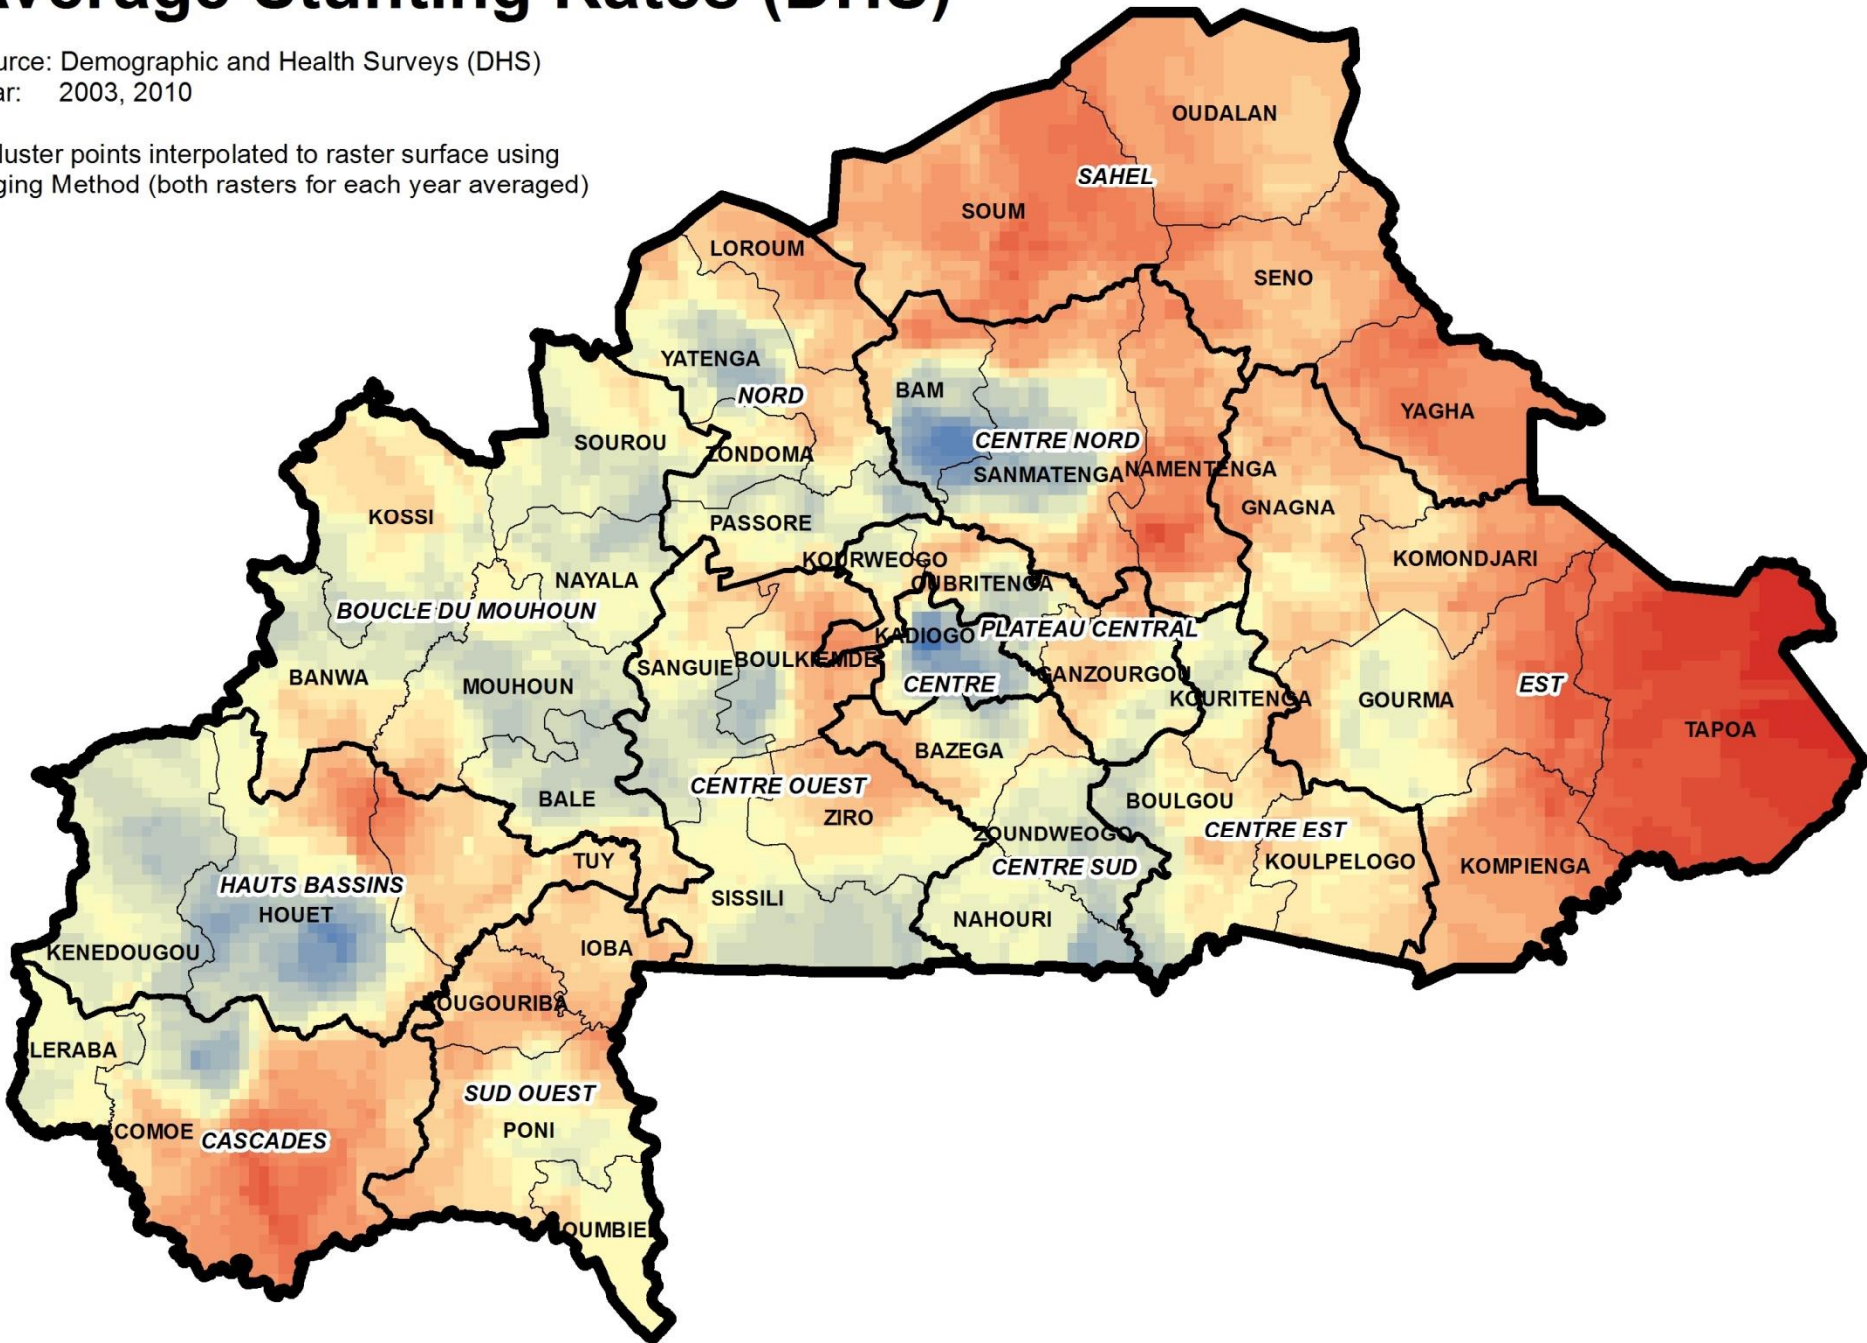 Average Stunting Rates (DHS)
urce: Demographic and Health Surveys (DHS)
ar: 2003, 2010
luster points interpolated to raster surface using
ging Method (both rasters for each year averaged)
OUDALAN
SAHEL
SOUM
LOROUM
SENO
YATENGA
NORD
BAM
YAGHA
SOUROU
CENTRE NORD
ZONDOMA
SANMATENGA
NAMENTENGA
KOSSI
PASSORE
GNAGNA
KOURWEOGO
KOMONDJARI
NAYALA
OUBRITENGA
BOUCLE DU MOUHOUN
KADIOGO
PLATEAU CENTRAL
SANGUIE
BOULKIEMDE
BANWA
MOUHOUN
CENTRE
GANZOURGOU
KOURITENGA
GOURMA
EST
TAPOA
BAZEGA
CENTRE OUEST
BALE
BOULGOU
ZIRO
ZOUNDWEOGO
CENTRE EST
TUY
CENTRE SUD
KOULPELOGO
KOMPIENGA
HAUTS BASSINS
SISSILI
HOUET
NAHOURI
KENEDOUGOU
IOBA
OUGOURIBA
LERABA
SUD OUEST
COMOE
CASCADES
PONI
OUMBIE